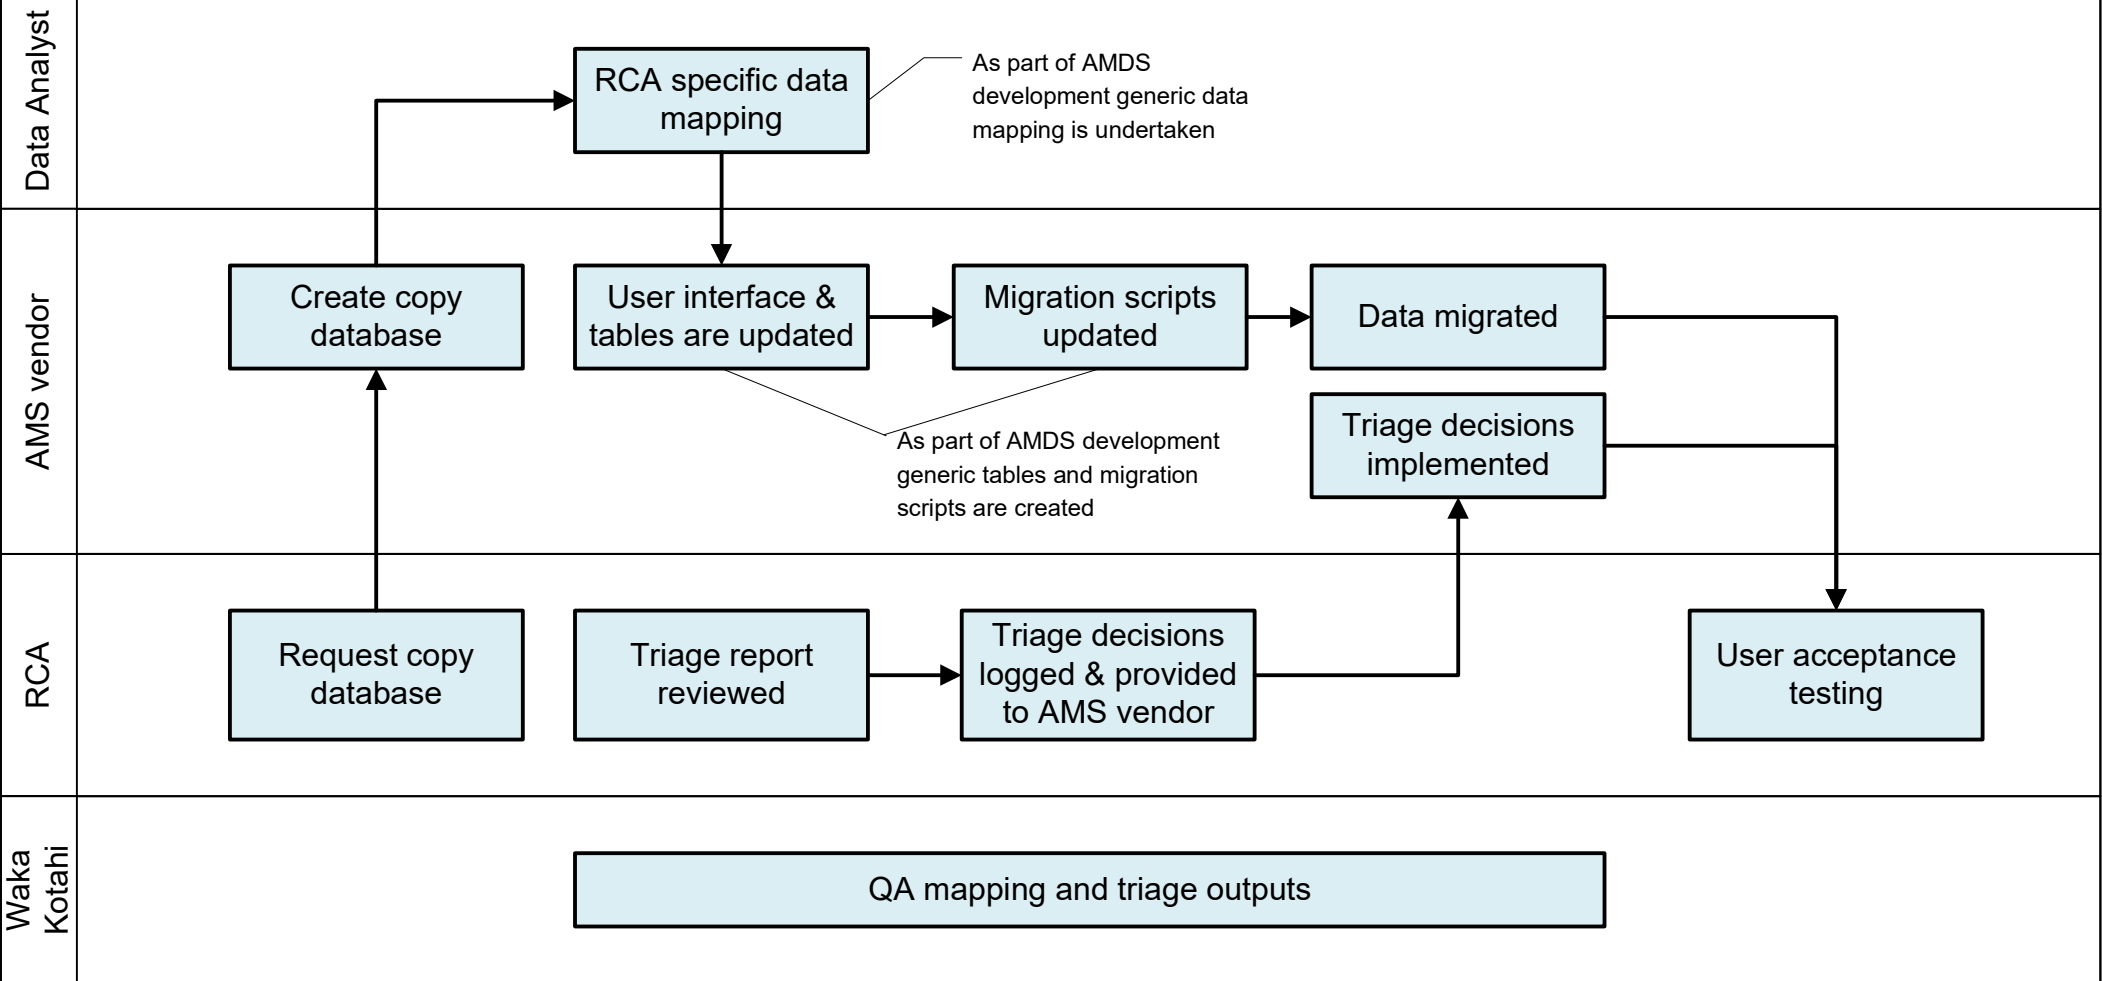 Data Analyst
RCA specific data
mapping
As part of AMDS
development generic data
mapping is undertaken
AMS vendor
Create copy
database
User interface &
tables are updated
Migration scripts
updated
Data migrated
Triage decisions
implemented
As part of AMDS development
generic tables and migration
scripts are created
RCA
Request copy
database
Triage report
reviewed
Triage decisions
logged & provided
to AMS vendor
User acceptance
testing
Waka
Kotahi
QA mapping and triage outputs